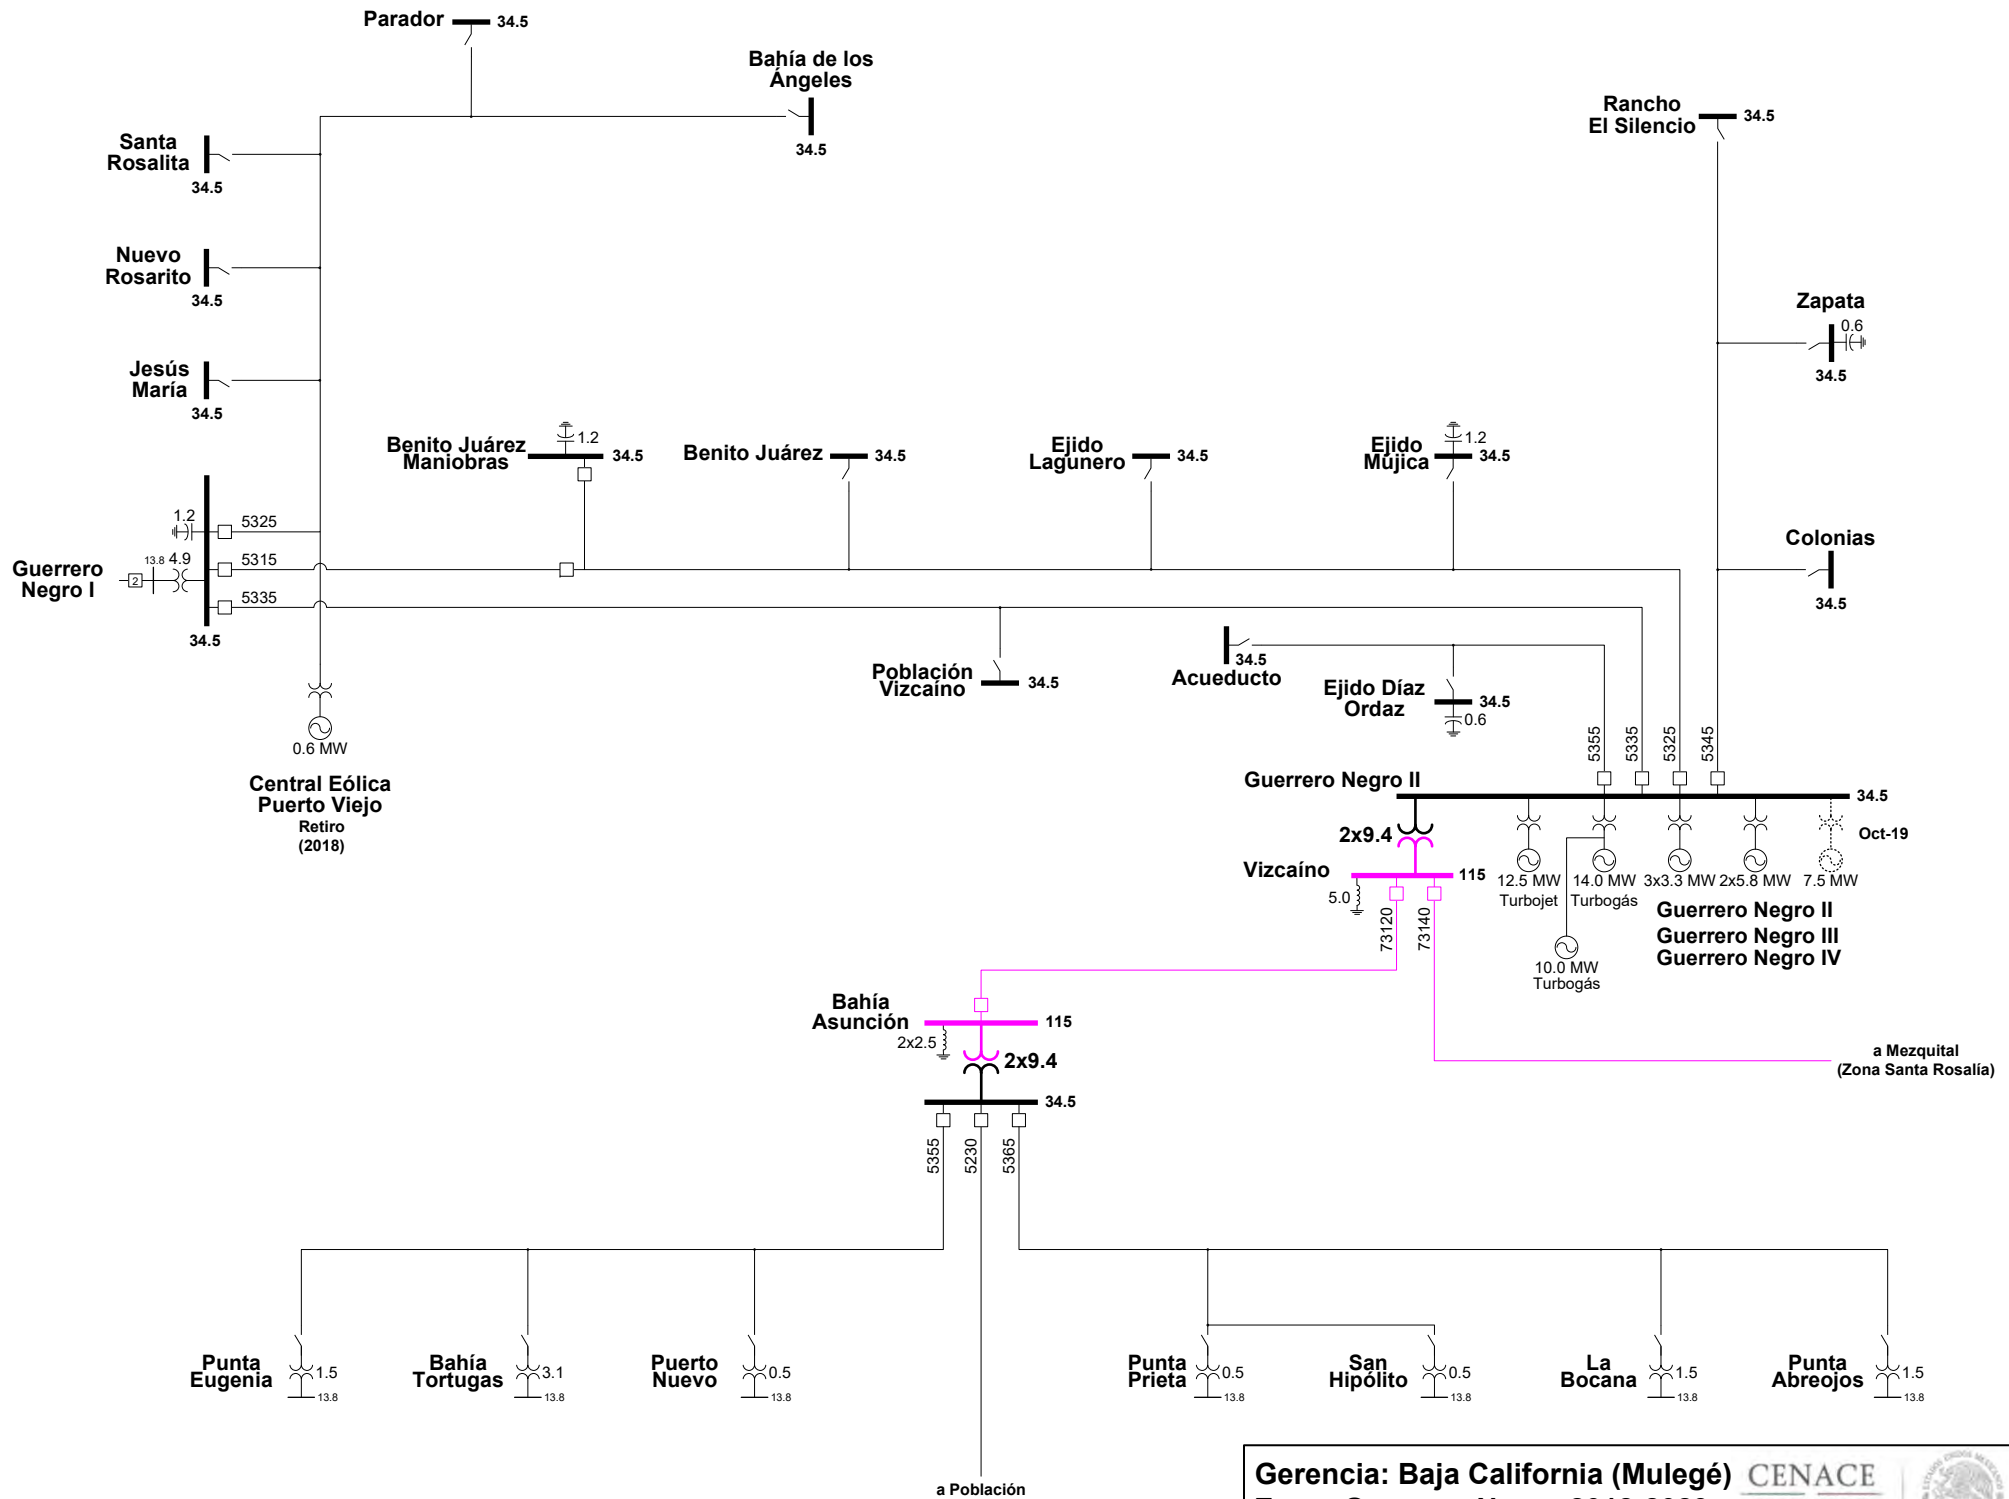 Parador
34.5
Bahía de los
Ángeles
34.5
Rancho
El Silencio
34.5
Santa
Rosalita
34.5
Nuevo
Rosarito
34.5
Zapata
0.6
34.5
Jesús
María
34.5
Benito Juárez
Maniobras
1.2
34.5
Benito Juárez
34.5
Ejido
Lagunero
34.5
Ejido
Mújica
1.2
34.5
1.2
5325
13.8 4.9
5315
Guerrero
Negro I
2
5335
34.5
Colonias
34.5
Población
Vizcaíno
34.5
34.5
Acueducto
Ejido Díaz
Ordaz
34.5
0.6
0.6 MW
Central Eólica
Puerto Viejo
Retiro
(2018)
5355
5335
5325
5345
Guerrero Negro II
34.5
2x9.4
Oct-19
Vizcaíno
115
5.0
73120
73140
12.5 MW
Turbojet
14.0 MW
Turbogás
3x3.3 MW
2x5.8 MW
7.5 MW
Guerrero Negro II
Guerrero Negro III
Guerrero Negro IV
10.0 MW
Turbogás
Bahía
Asunción
115
2x2.5
2x9.4
34.5
a Mezquital
(Zona Santa Rosalía)
5355
5230
5365
Punta
Eugenia
1.5
13.8
Bahía
Tortugas
3.1
13.8
Puerto
Nuevo
0.5
13.8
Punta
Prieta
0.5
13.8
San
Hipólito
0.5
13.8
La
Bocana
1.5
13.8
Punta
Abreojos
1.5
13.8
a Población
Gerencia: Baja California (Mulegé)
CENACE